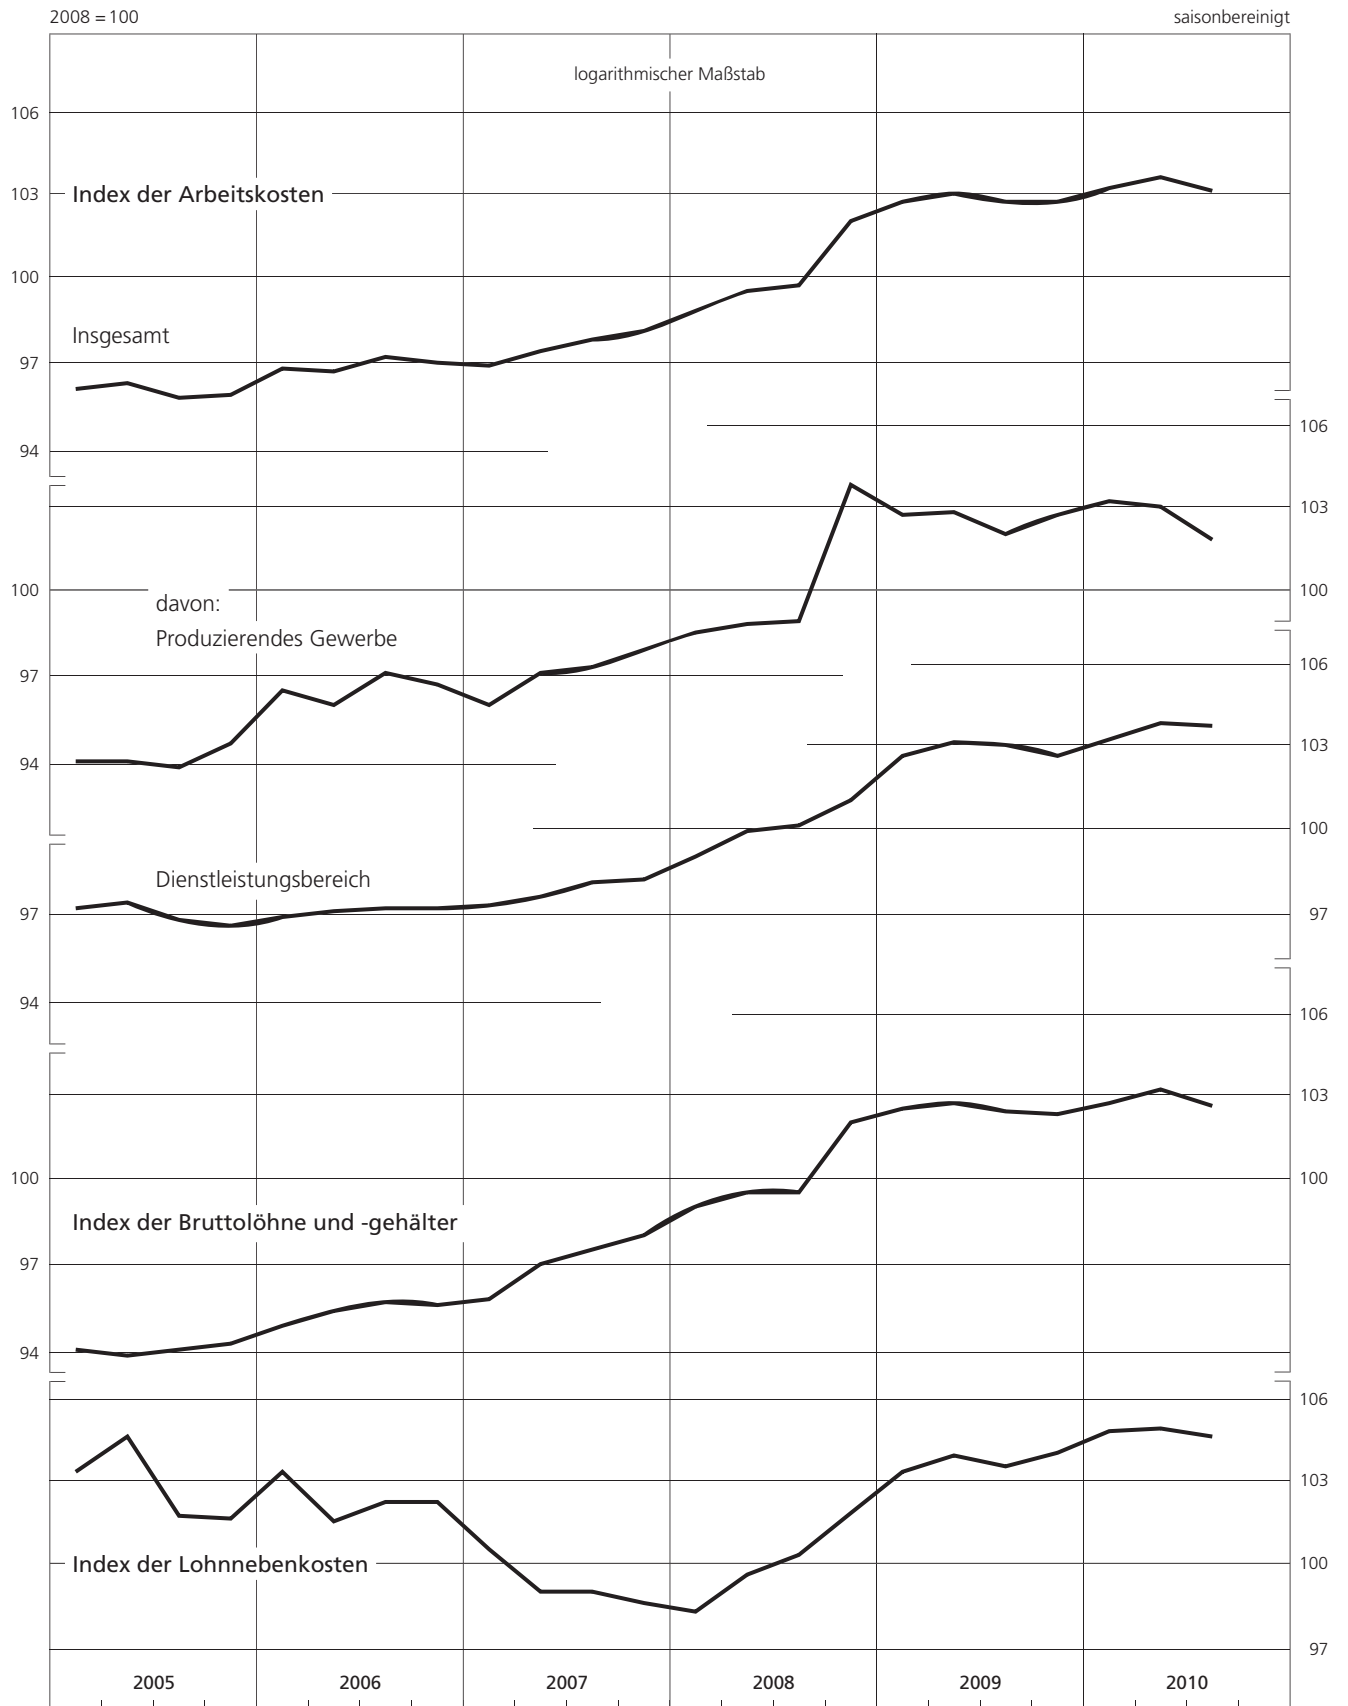 2008 = 100 saisonbereinigt
logarithmischer Maßstab
106
103 Index der Arbeitskosten
100
Insgesamt
97
106
94
103
100 100
davon:
Produzierendes Gewerbe
106
97
103
94
100
Dienstleistungsbereich
97 97
94
106
103
100 100
Index der Bruttolöhne und -gehälter
97
94
106
103
Index der Lohnnebenkosten 100
97
2005 2006 2007 2008 2009 2010